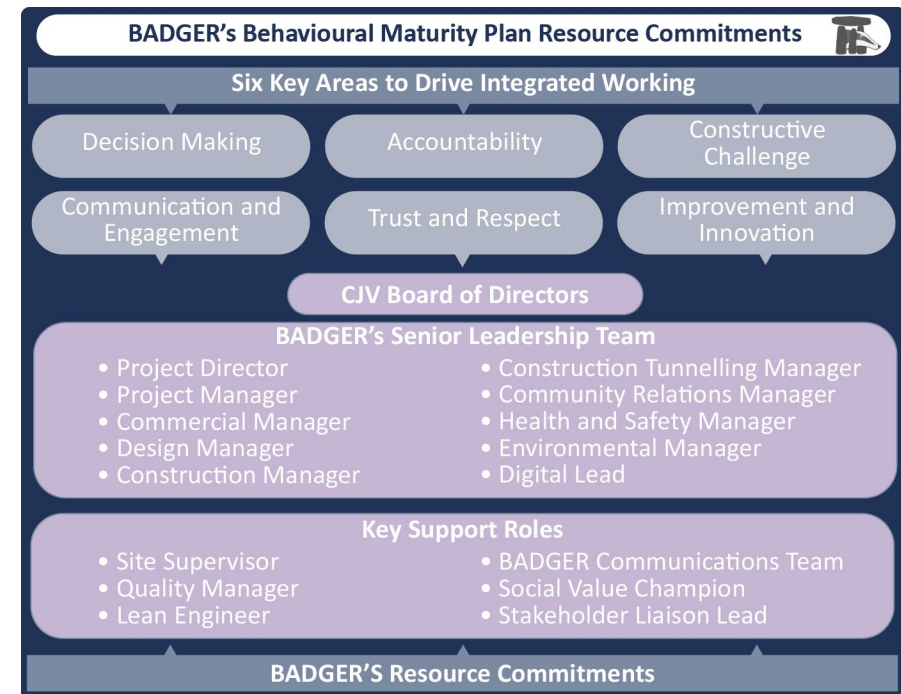 BADGER's Behavioural Maturity Plan Resource Commitments
Six Key Areas to Drive Integrated Working
Decision Making
Accountability
Constructive
Challenge
Communication and
Engagement
Trust and Respect
Improvement and
Innovation
CJV Board of Directors
BADGER's Senior Leadership Team
• Project Director
• Project Manager
• Commercial Manager
• Design Manager
• Construction Manager
• Construction Tunnelling Manager
• Community Relations Manager
• Health and Safety Manager
• Environmental Manager
• Digital Lead
Key Support Roles
• Site Supervisor
• Quality Manager
• Lean Engineer
• BADGER Communications Team
• Social Value Champion
• Stakeholder Liaison Lead
BADGER'S Resource Commitments